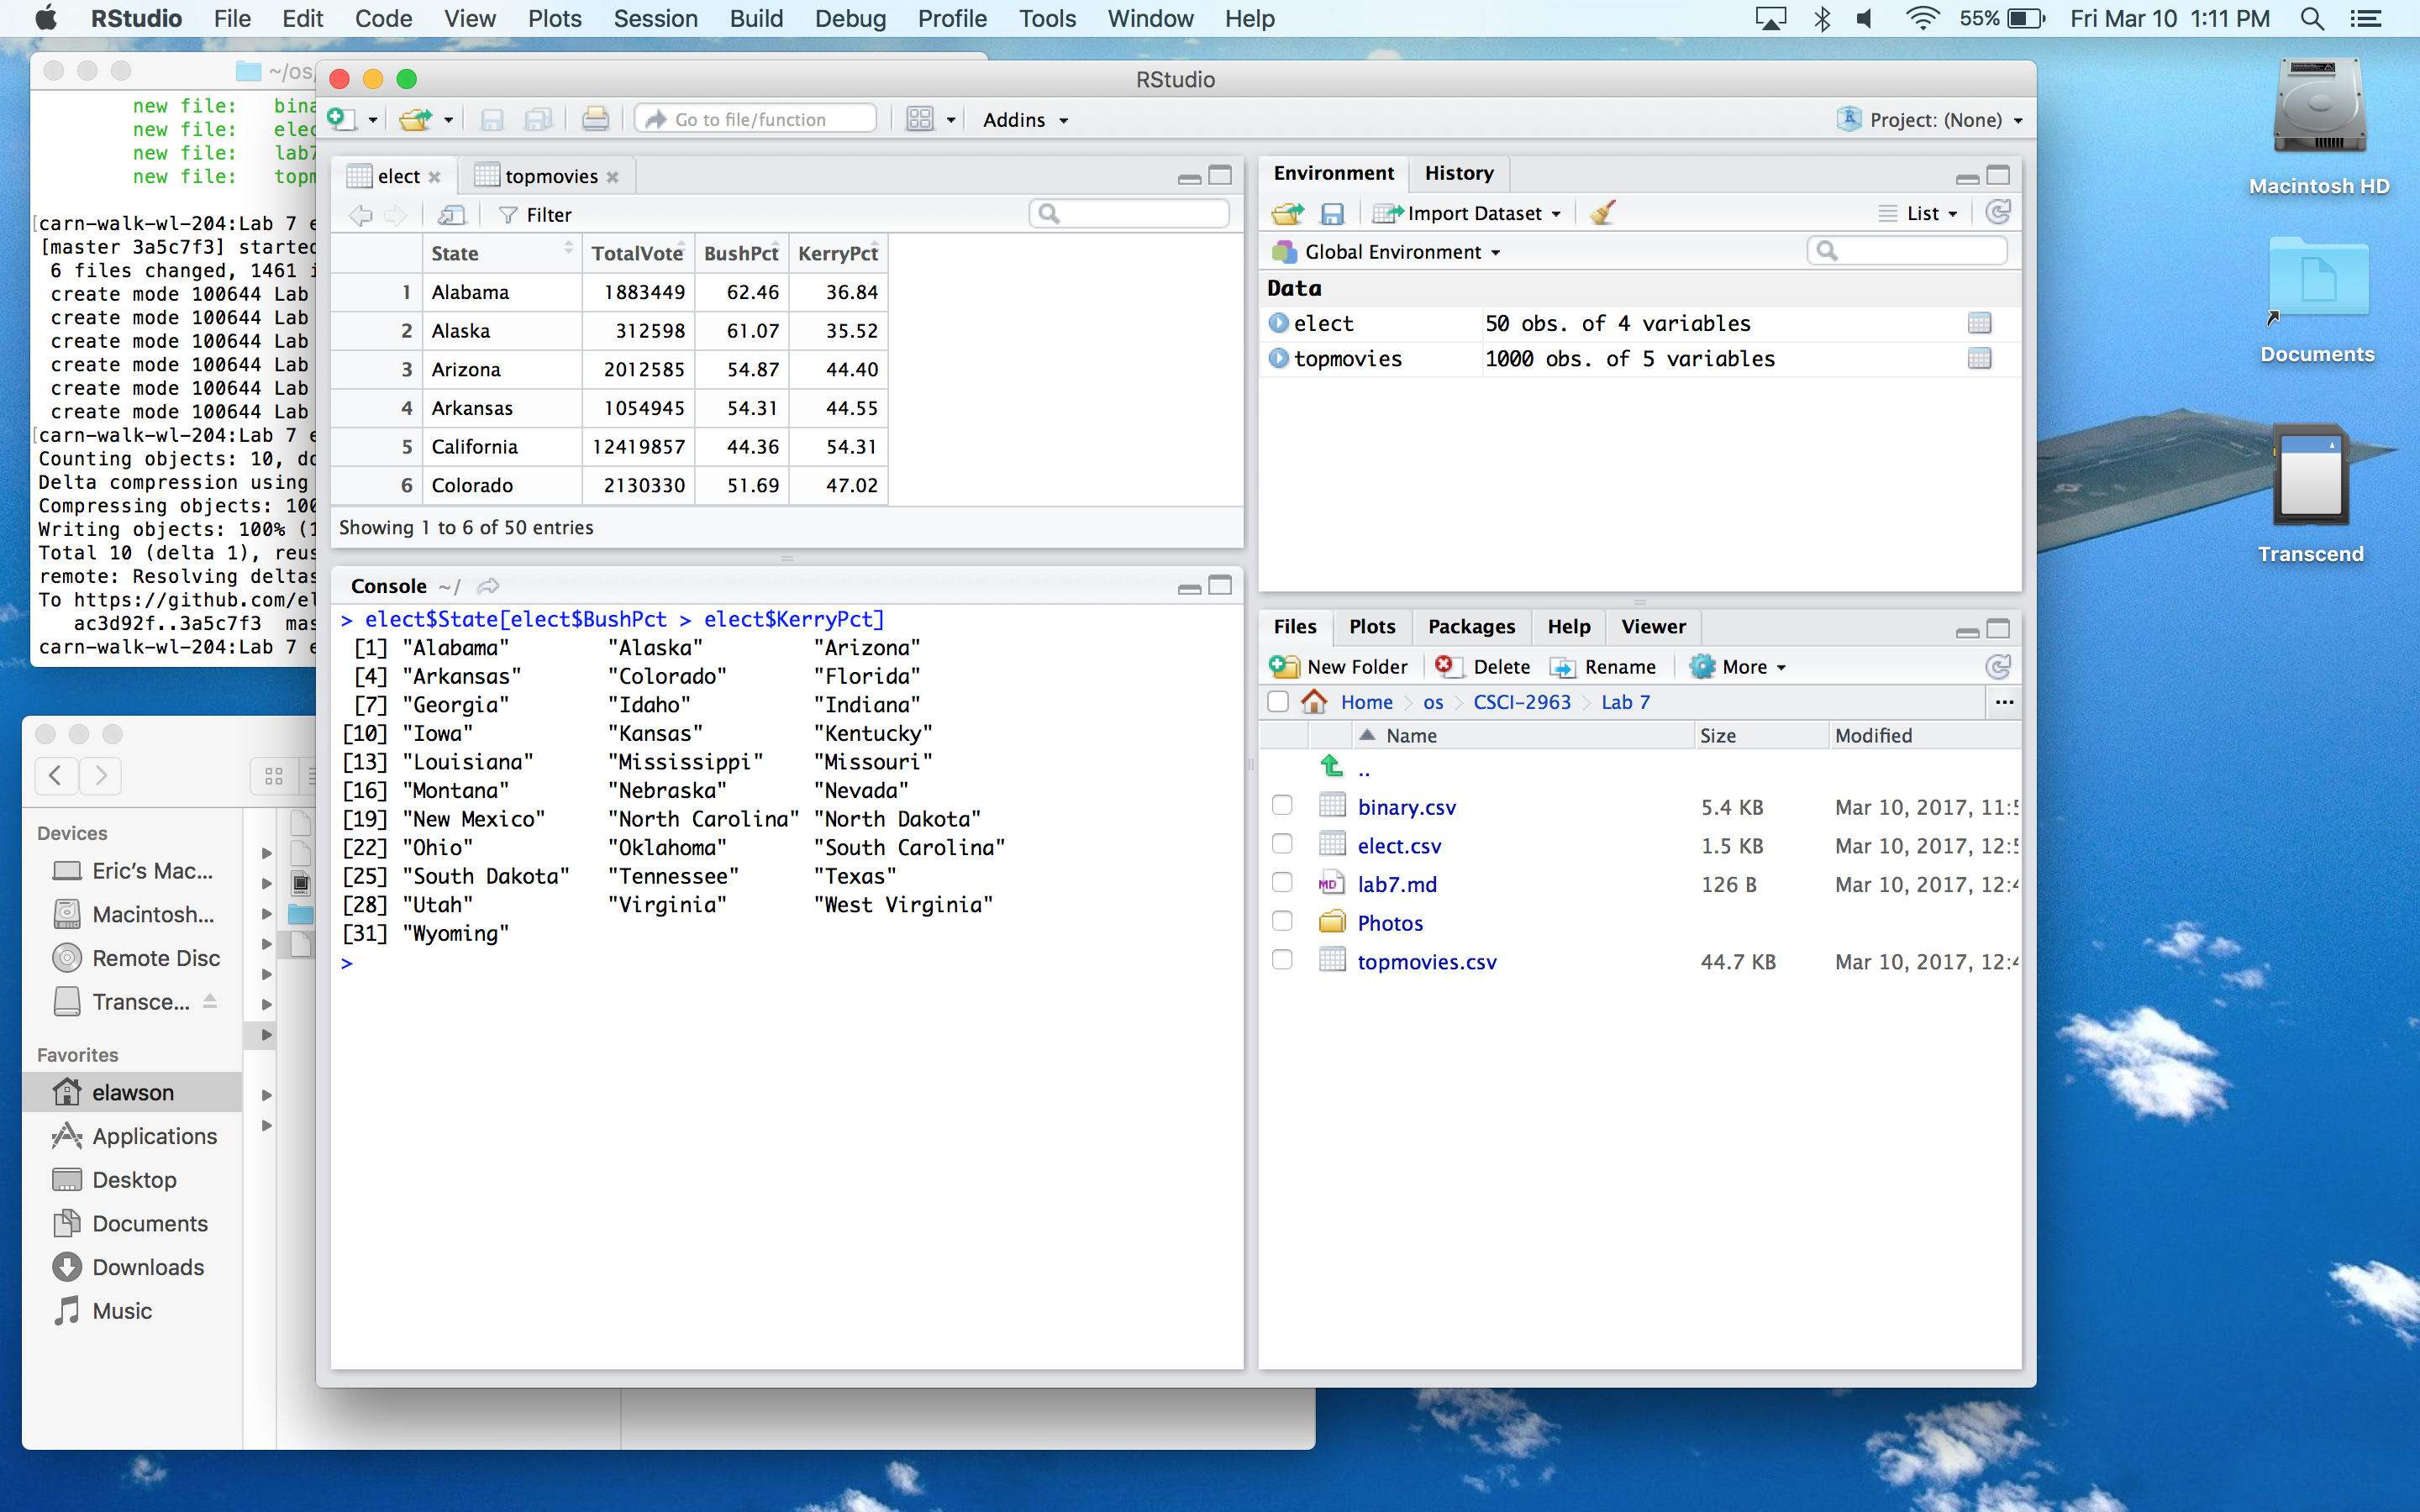 RStudio File Edit Code View Plots Session Build Debug Profile Tools Window Help 55% Fri Mar 10 1:11 PM
~/os/
new file: bina
new file: elec
new file: lab7
new file: topm
carn-walk-wl-204:Lab 7 e
[master 3a5c7f3] started
6 files changed, 1461 i
create mode 100644 Lab
create mode 100644 Lab
create mode 100644 Lab
create mode 100644 Lab
create mode 100644 Lab
create mode 100644 Lab
carn-walk-wl-204:Lab 7 e
Counting objects: 10, do
Delta compression using
Compressing objects: 100
Writing objects: 100% (1
Total 10 (delta 1), reus
remote: Resolving deltas
To https://github.com/el
ac3d92f..3a5c7f3 mas
carn-walk-wl-204:Lab 7 e
RStudio
Go to file/function Addins Project: (None)
elect topmovies
Filter
State TotalVote BushPct KerryPct
1 Alabama 1883449 62.46 36.84
2 Alaska 312598 61.07 35.52
3 Arizona 2012585 54.87 44.40
4 Arkansas 1054945 54.31 44.55
5 California 12419857 44.36 54.31
6 Colorado 2130330 51.69 47.02
Showing 1 to 6 of 50 entries
Console ~/
> elect$State[elect$BushPct > elect$KerryPct]
[1] "Alabama" "Alaska" "Arizona"
[4] "Arkansas" "Colorado" "Florida"
[7] "Georgia" "Idaho" "Indiana"
[10] "Iowa" "Kansas" "Kentucky"
[13] "Louisiana" "Mississippi" "Missouri"
[16] "Montana" "Nebraska" "Nevada"
[19] "New Mexico" "North Carolina" "North Dakota"
[22] "Ohio" "Oklahoma" "South Carolina"
[25] "South Dakota" "Tennessee" "Texas"
[28] "Utah" "Virginia" "West Virginia"
[31] "Wyoming"
>
Environment History
Import Dataset List
Global Environment
Data
elect 50 obs. of 4 variables
topmovies 1000 obs. of 5 variables
Files Plots Packages Help Viewer
New Folder Delete Rename More
Home os CSCI-2963 Lab 7 ...
Name Size Modified
..
binary.csv 5.4 KB Mar 10, 2017, 11:5
elect.csv 1.5 KB Mar 10, 2017, 12:5
MD lab7.md 126 B Mar 10, 2017, 12:4
Photos
topmovies.csv 44.7 KB Mar 10, 2017, 12:4
Devices
Eric's Mac...
Macintosh...
Remote Disc
Transce...
Favorites
elawson
Applications
Desktop
Documents
Downloads
Music
Macintosh HD
Documents
Transcend